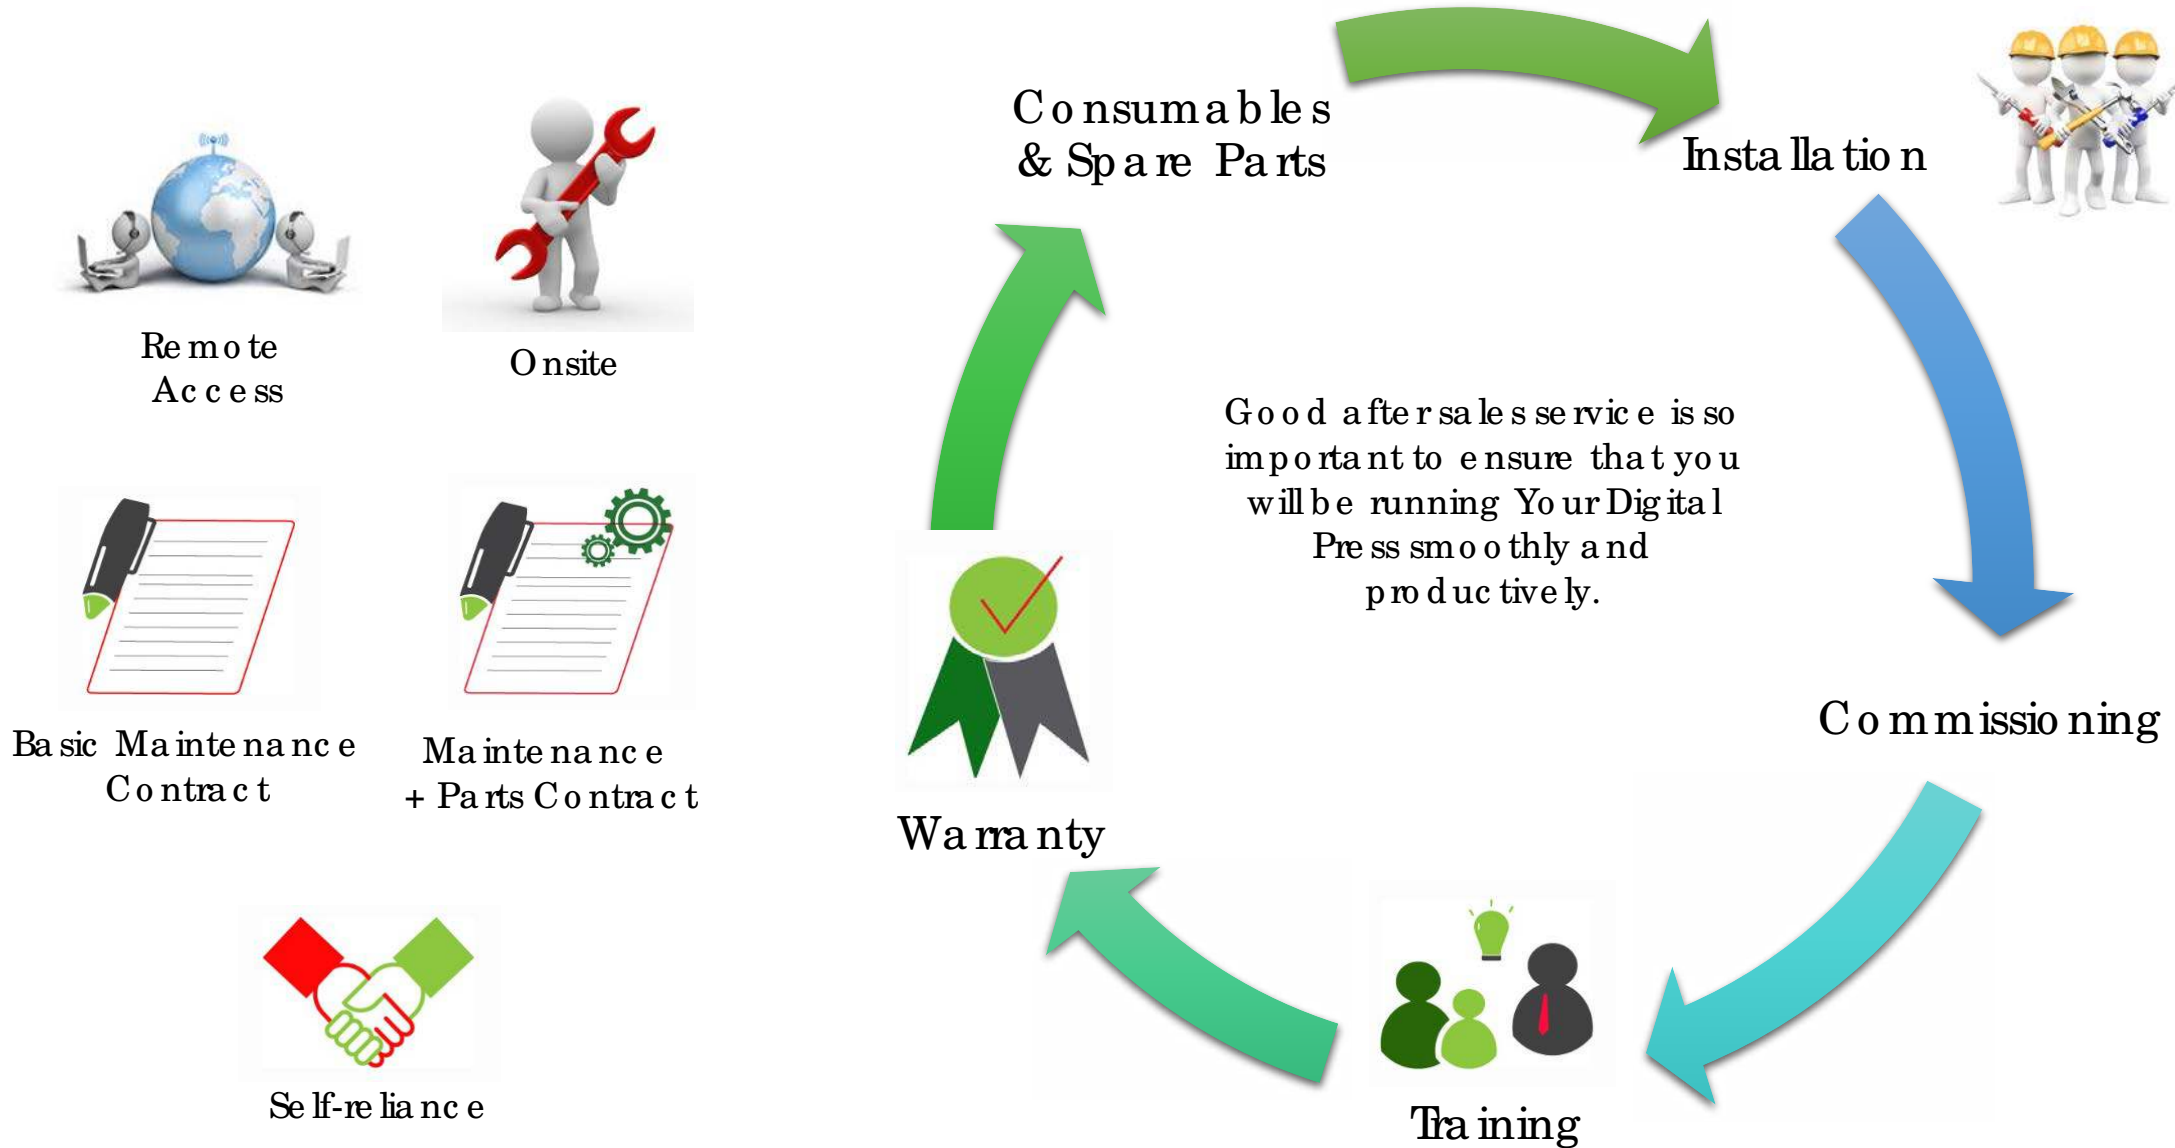 Remote
Access
Onsite
Basic Maintenance
Contract
Maintenance
+ Parts Contract
Self-reliance
Consumables
& Spare Parts
Installation
Good after sales service is so
important to ensure that you
will be running Your Digital
Press smoothly and
productively.
Commissioning
Warranty
Training